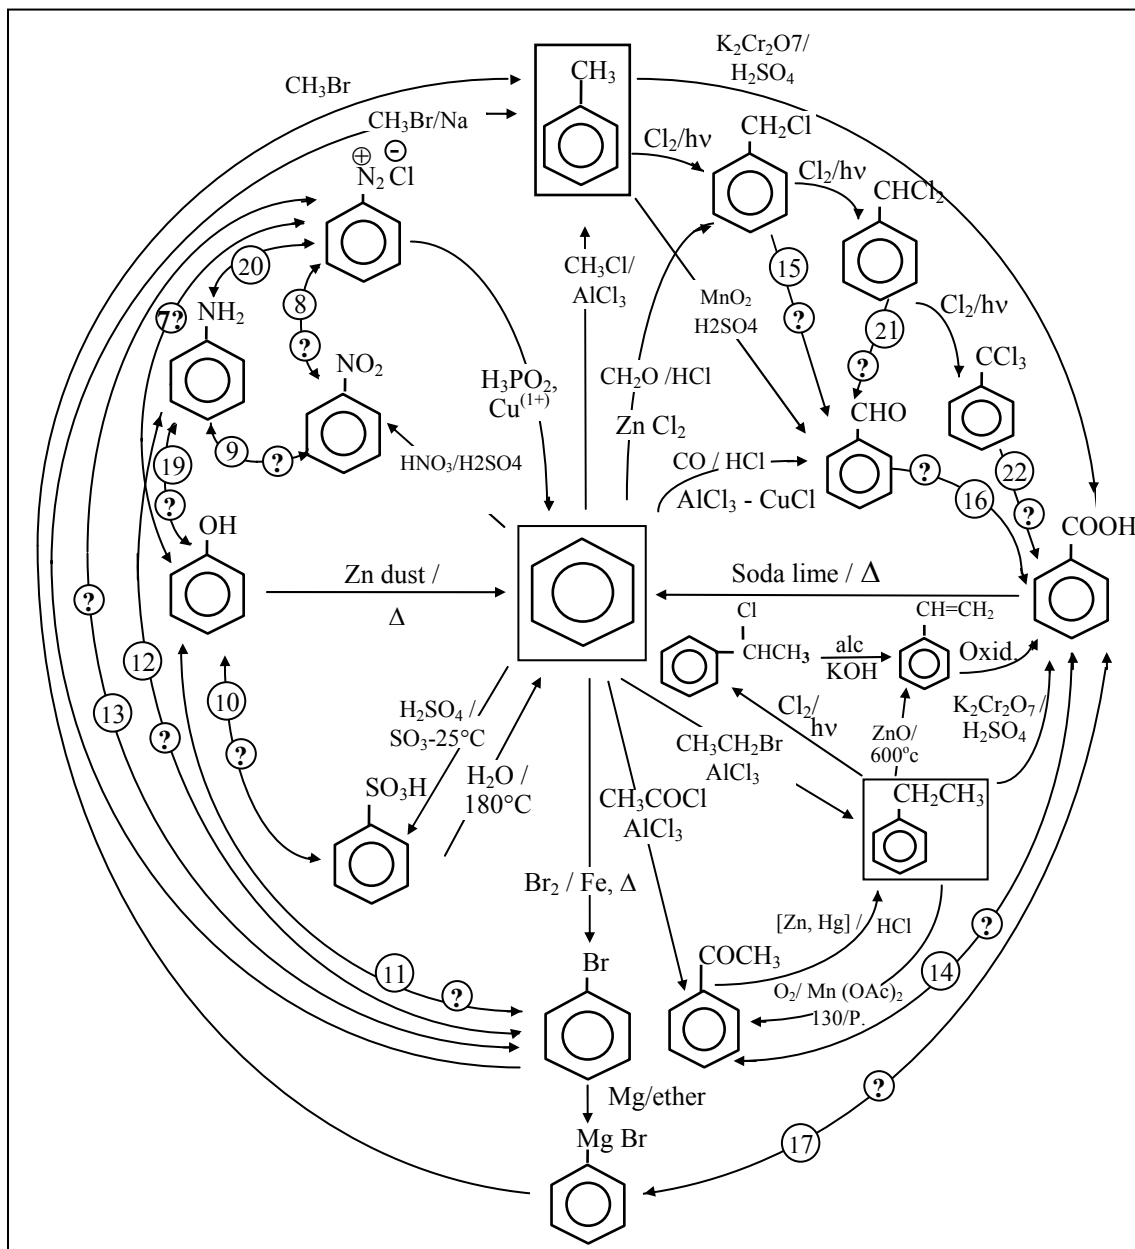 K2Cr2O7/
H2SO4
CH3Br
CH3
CH3Br/Na
⊕ ⊖
N2 Cl
Cl2/hν
CH2Cl
Cl2/hν
CHCl2
20
15
8
CH3Cl/
AlCl3
MnO2
H2SO4
21
Cl2/hν
7?
NH2
?
?
NO2
?
CCl3
H3PO2,
Cu(1+)
CH2O /HCl
Zn Cl2
CHO
9
?
HNO3/H2SO4
CO / HCl
AlCl3 - CuCl
?
16
22
?
19
?
OH
COOH
Zn dust /
Δ
Soda lime / Δ
?
Cl
CHCH3
alc
KOH
CH=CH2
Oxid.
12
10
13
?
?
H2SO4 /
SO3-25°C
H2O /
180°C
Cl2/
hν
ZnO/
600°c
K2Cr2O7 /
H2SO4
CH3CH2Br
AlCl3
SO3H
CH3COCl
AlCl3
CH2CH3
Br2 / Fe, Δ
[Zn, Hg] / HCl
?
14
11
?
Br
COCH3
O2/ Mn (OAc)2
130/P.
Mg/ether
?
Mg Br
17